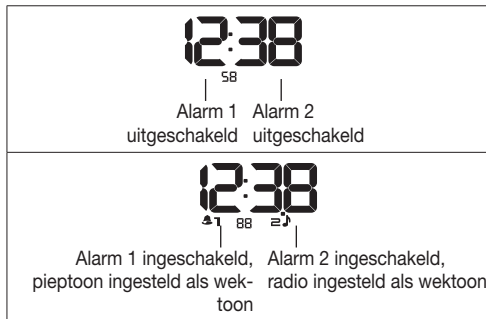 12:38
58
Alarm 1 Alarm 2
uitgeschakeld uitgeschakeld
12:38
1 88 2
Alarm 1 ingeschakeld, Alarm 2 ingeschakeld,
pieptoon ingesteld als wek- radio ingesteld als wektoon
toon